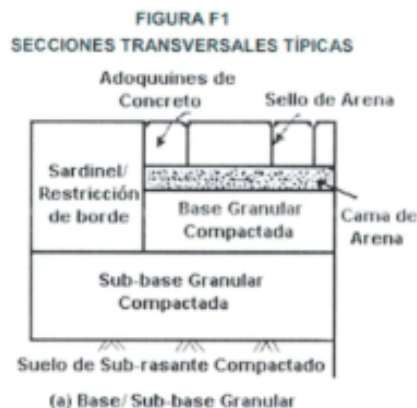 FIGURA F1
SECCIONES TRANSVERSALES TÍPICAS
Adoquuines de
Concreto
Sello de Arena
Sardinel/
Restricción
de borde
Base Granular
Compactada
Cama de
Arena
Sub-base Granular
Compactada
Suelo de Sub-rasante Compactado
(a) Base/ Sub-base Granular